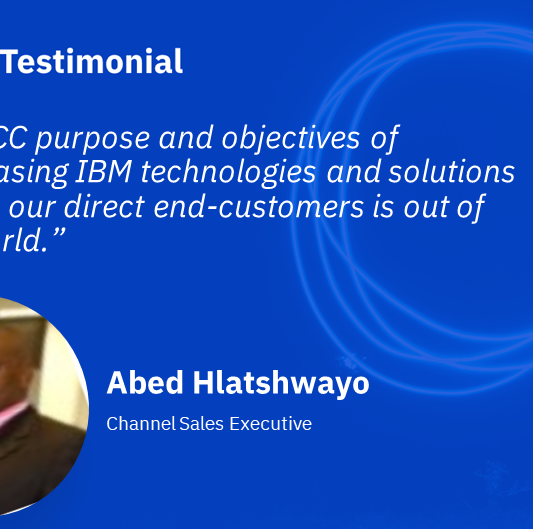 Testimonial
CC purpose and objectives of
asing IBM technologies and solutions
our direct end-customers is out of
rld.”
Abed Hlatshwayo
Channel Sales Executive